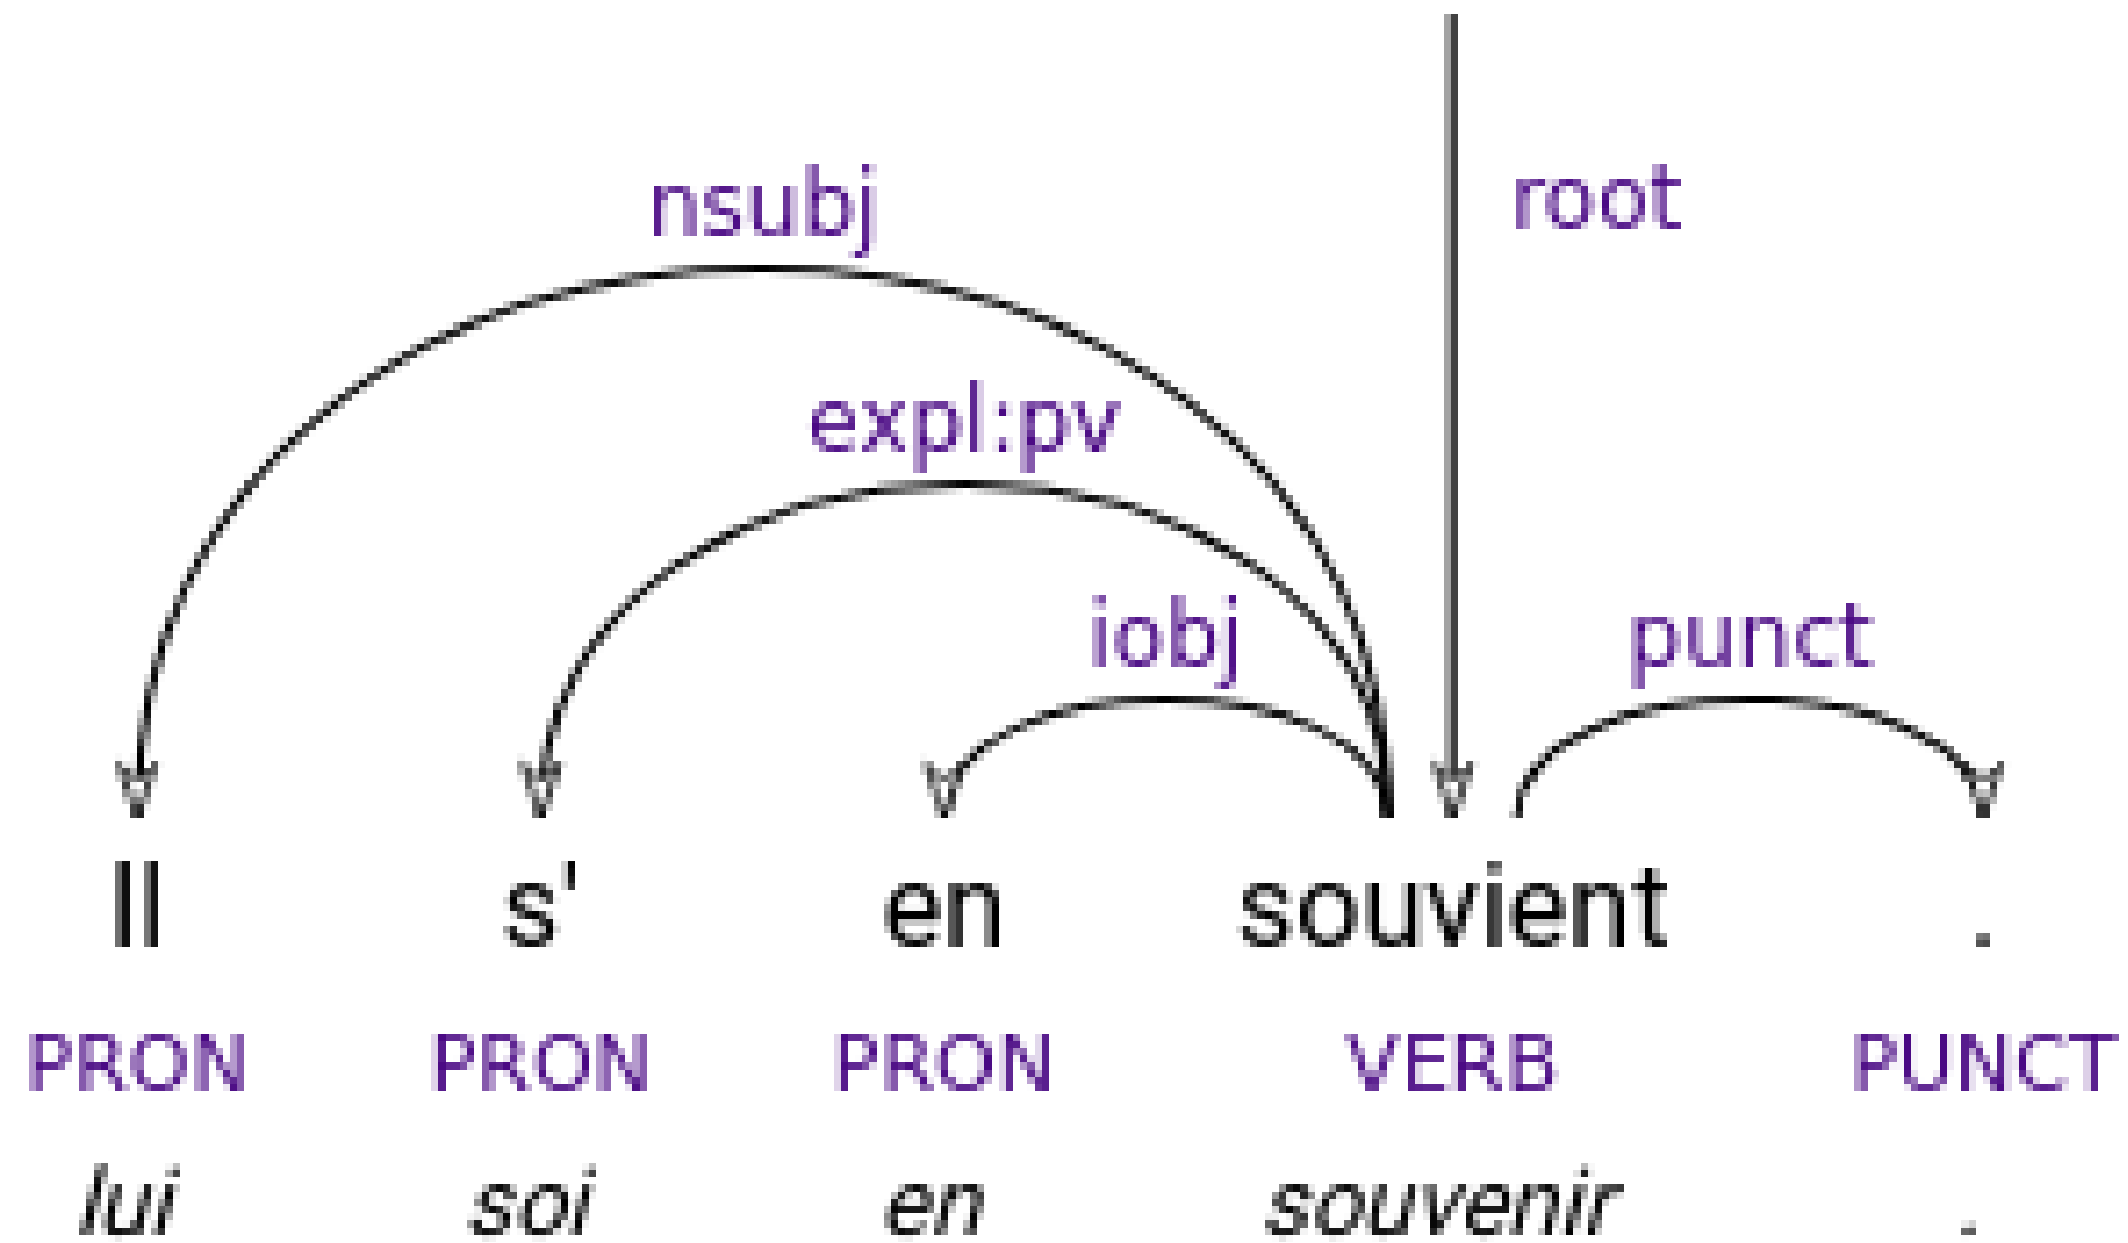 nsubj root
expl:pv
iobj punct
Il s' en souvient .
PRON PRON PRON VERB PUNCT
lui soi en souvenir .